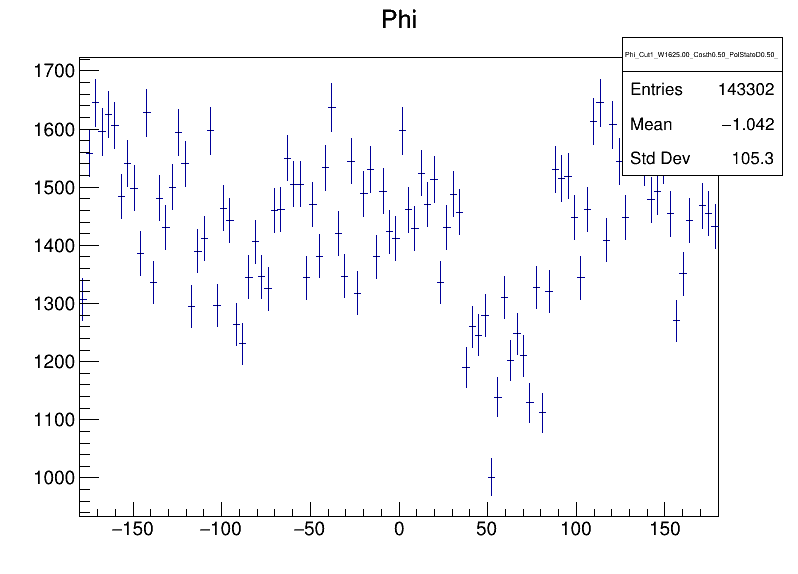 Phi
Phi_Cut1_W1625.00_Costh0.50_PolStateD0.50_
Entries 143302
Mean −1.042
Std Dev 105.3
1700
1600
1500
1400
1300
1200
1100
1000
−150 −100 −50 0 50 100 150